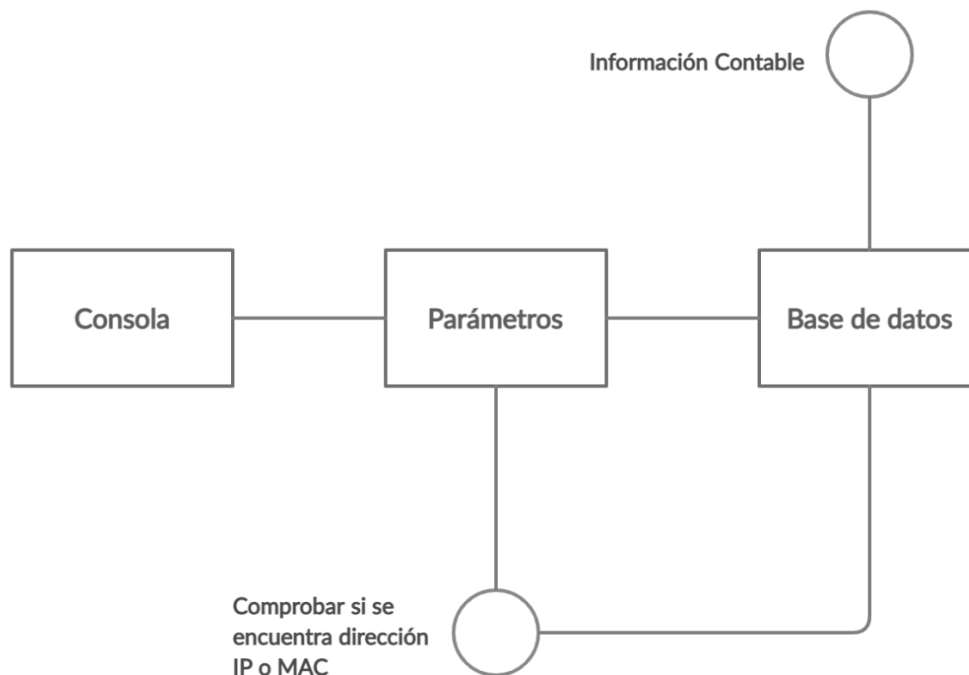 Información Contable
Consola
Parámetros
Base de datos
Comprobar si se
encuentra dirección
IP o MAC